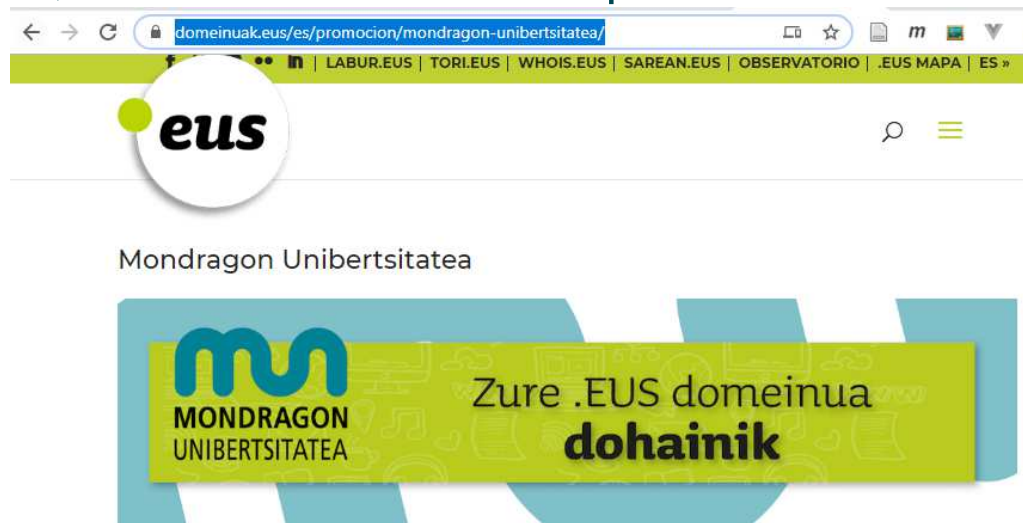 domeinuak.eus/es/promocion/mondragon-unibertsitatea/
| LABUR.EUS | TORI.EUS | WHOIS.EUS | SAREAN.EUS | OBSERVATORIO | .EUS MAPA | ES »
eus
Mondragon Unibertsitatea
MONDRAGON
UNIBERTSITATEA
Zure .EUS domeinua
dohainik